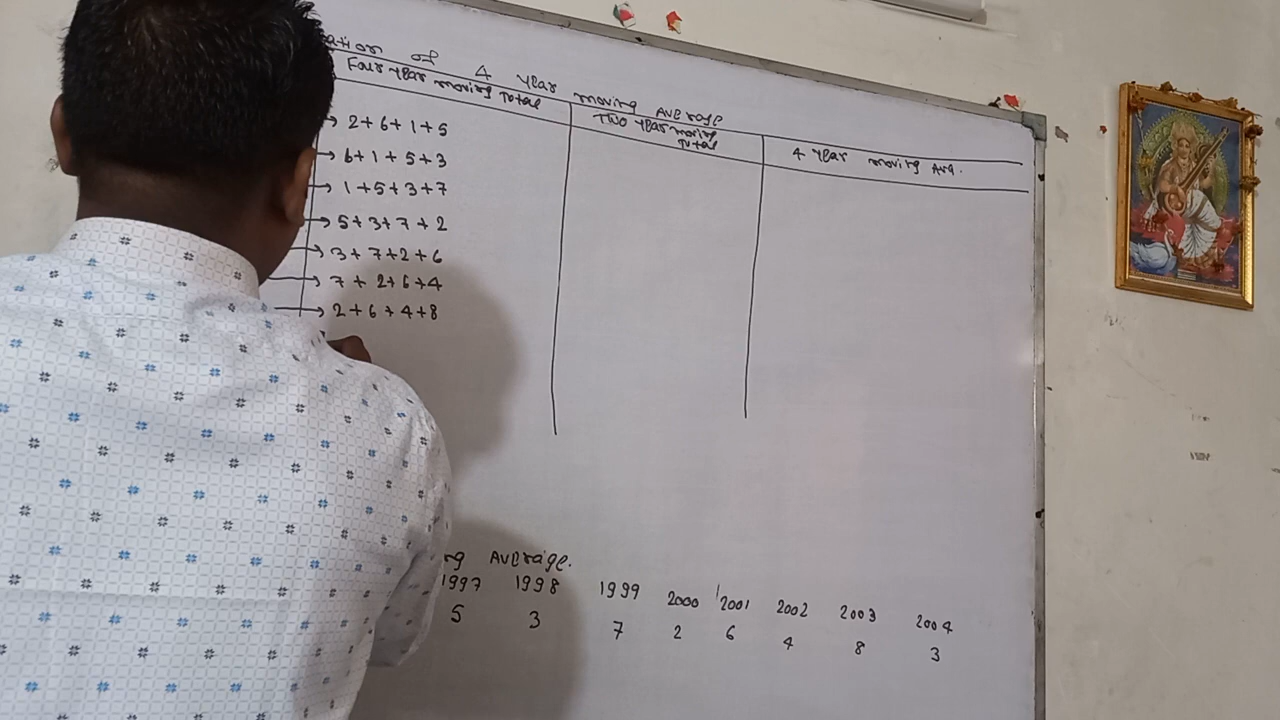 ation of 4 year moving Average
Four year moving Total
Two year moving Total
4 year moving Avg.
→ 2+6+1+5
→ 6+1+5+3
→ 1+5+3+7
→ 5+3+7+2
→ 3+7+2+6
→ 7+2+6+4
→ 2+6+4+8
ng Average.
1997 1998 1999 2000 2001 2002 2003 2004
5 3 7 2 6 4 8 3